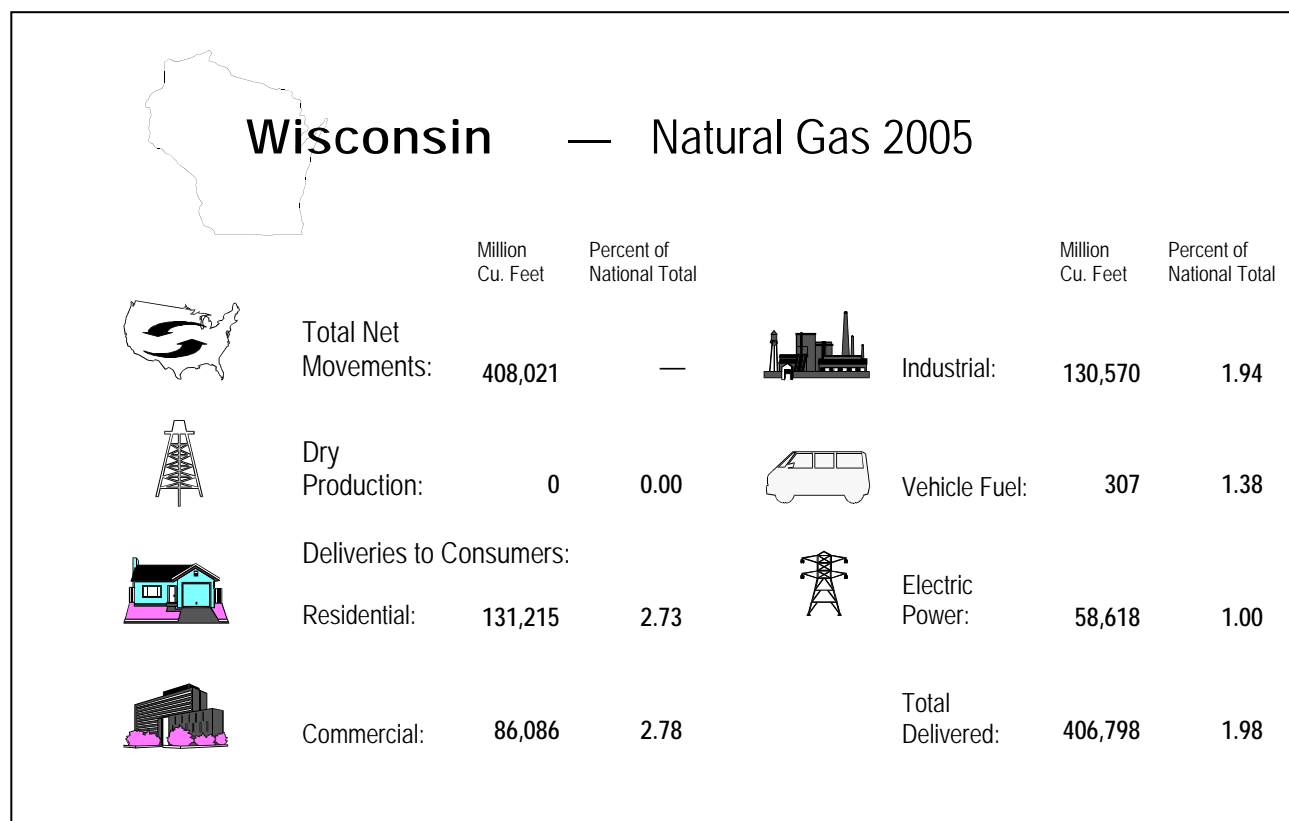 Wisconsin — Natural Gas 2005
Million
Cu. Feet
Percent of
National Total
Total Net
Movements: 408,021 —
Dry
Production: 0 0.00
Deliveries to Consumers:
Residential: 131,215 2.73
Commercial: 86,086 2.78
Million
Cu. Feet
Percent of
National Total
Industrial: 130,570 1.94
Vehicle Fuel: 307 1.38
Electric
Power: 58,618 1.00
Total
Delivered: 406,798 1.98